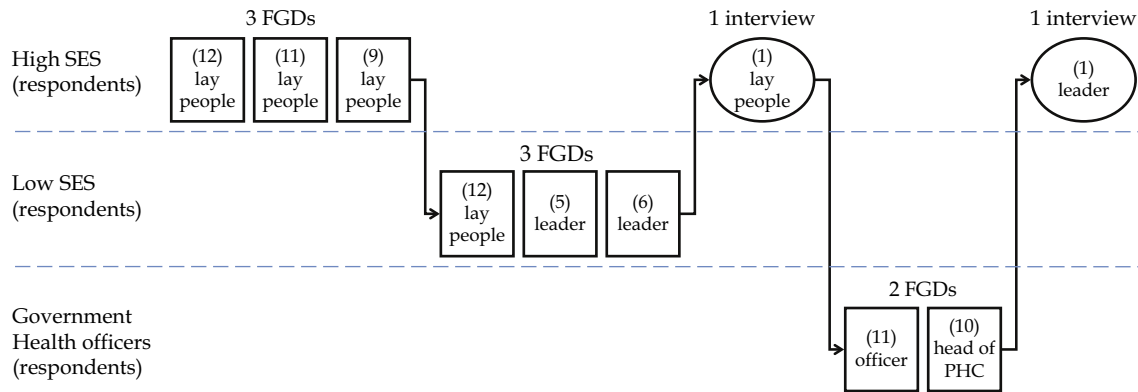 3 FGDs
1 interview
1 interview
High SES
(respondents)
(12)
lay
people
(11)
lay
people
(9)
lay
people
(1)
lay
people
(1)
leader
3 FGDs
Low SES
(respondents)
(12)
lay
people
(5)
leader
(6)
leader
2 FGDs
Government
Health officers
(respondents)
(11)
officer
(10)
head of
PHC